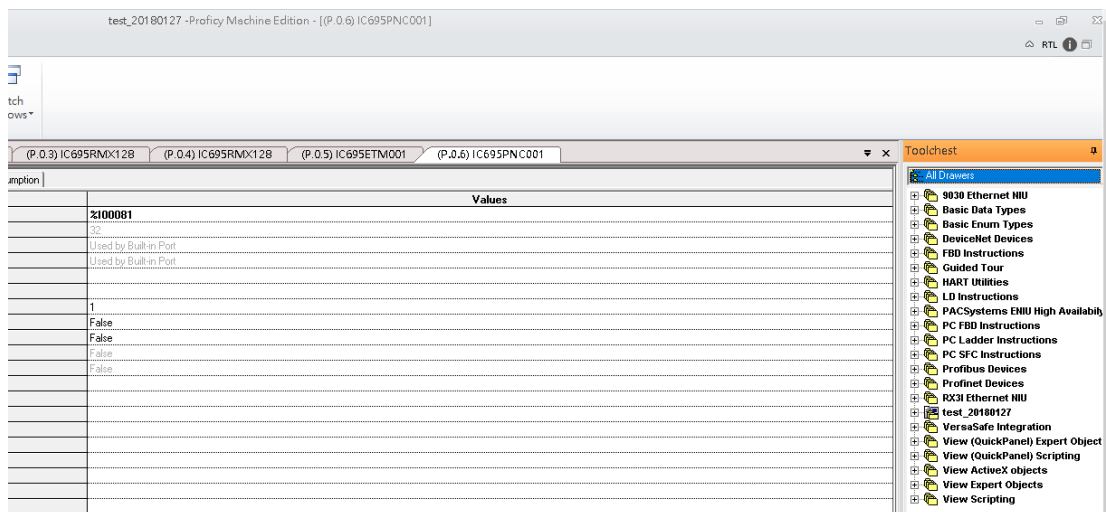 test_20180127 -Proficy Machine Edition - [(P.0.6) IC695PNC001]
RTL
tch
ows
(P.0.3) IC695RMX128
(P.0.4) IC695RMX128
(P.0.5) IC695ETM001
(P.0.6) IC695PNC001
umption
Values
%I00081
32
Used by Built-in Port
Used by Built-in Port
1
False
False
False
False
Toolchest
All Drawers
9030 Ethernet NIU
Basic Data Types
Basic Enum Types
DeviceNet Devices
FBD Instructions
Guided Tour
HART Utilities
LD Instructions
PACSystems ENIU High Availabily
PC FBD Instructions
PC Ladder Instructions
PC SFC Instructions
Profibus Devices
Profinet Devices
RX3I Ethernet NIU
test_20180127
VersaSafe Integration
View (QuickPanel) Expert Object
View (QuickPanel) Scripting
View ActiveX objects
View Expert Objects
View Scripting